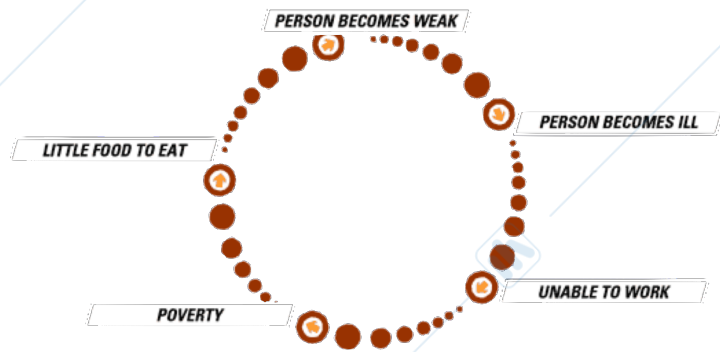 PERSON BECOMES WEAK
PERSON BECOMES ILL
LITTLE FOOD TO EAT
UNABLE TO WORK
POVERTY